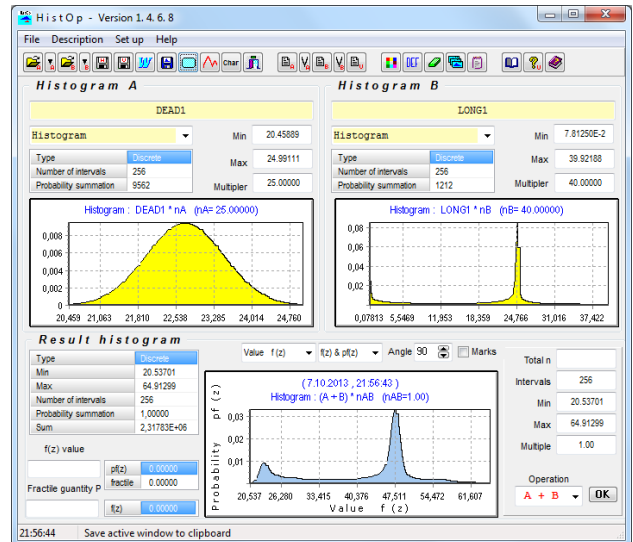 HistOp - Version 1. 4. 6. 8
File Description Set up Help
Char
DEF
Histogram A
DEAD1
Histogram
Min 20.45889
Max 24.99111
Multipler 25.00000
Type Discrete
Number of intervals 256
Probability summation 9562
Histogram : DEAD1 * nA (nA= 25.00000)
0,008
0,006
0,004
0,002
0
20,459 21,063 21,810 22,538 23,285 24,014 24,760
Histogram B
LONG1
Histogram
Min 7.81250E-2
Max 39.92188
Multipler 40.00000
Type Discrete
Number of intervals 256
Probability summation 1212
Histogram : LONG1 * nB (nB= 40.00000)
0,08
0,06
0,04
0,02
0,07813 5,5469 11,953 18,359 24,766 31,016 37,422
Result histogram
Type Discrete
Min 20.53701
Max 64.91299
Number of intervals 256
Probability summation 1,00000
Sum 2,31783E+06
f(z) value
pf(z) 0.00000
Fractile guantity P
fractile 0.00000
f(z) 0.00000
Value f (z)
f(z) & pf(z)
Angle 90
Marks
( 7.10.2013 , 21:56:43 )
Histogram : (A + B) * nAB (nAB=1.00)
Probability pf (z)
0,03
0,02
0,01
20,537 26,280 33,415 40,376 47,511 54,472 61,607
Value f (z)
Total n
Intervals 256
Min 20.53701
Max 64.91299
Multiple 1.00
Operation
A + B
OK
21:56:44 Save active window to clipboard